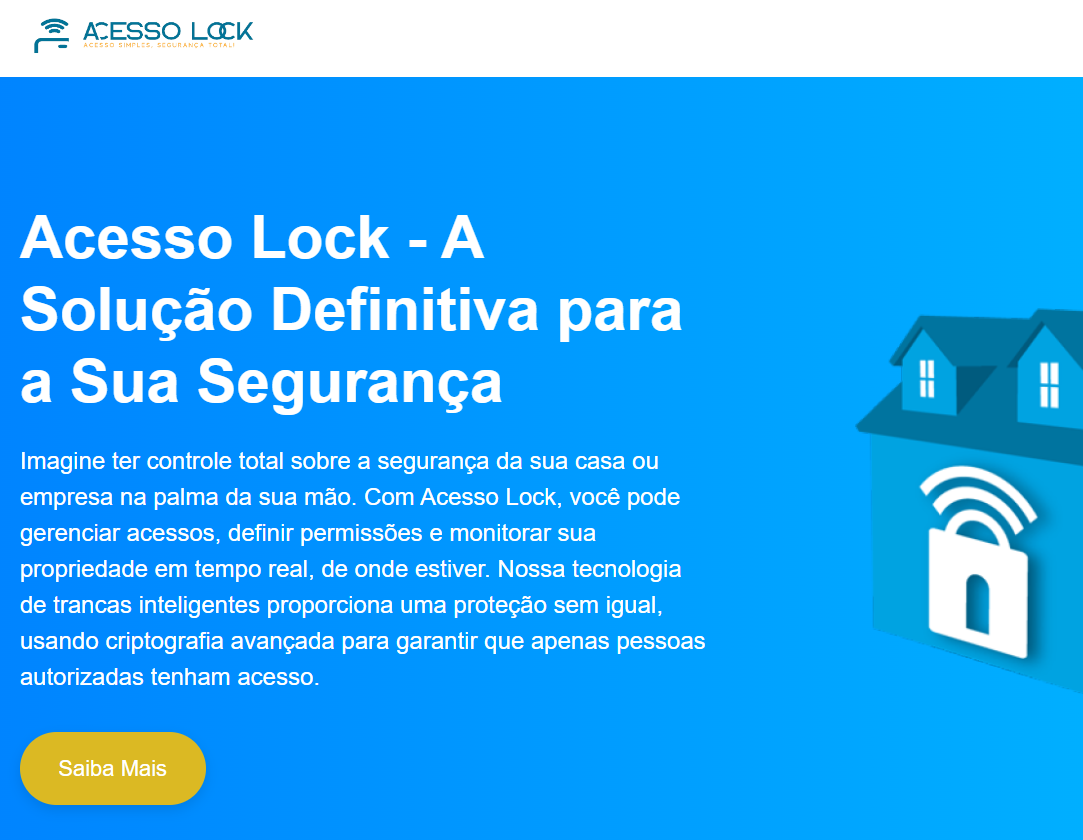 ACESSO LOCK
ACESSO SIMPLES, SEGURANÇA TOTAL!
Acesso Lock - A
Solução Definitiva para
a Sua Segurança
Imagine ter controle total sobre a segurança da sua casa ou
empresa na palma da sua mão. Com Acesso Lock, você pode
gerenciar acessos, definir permissões e monitorar sua
propriedade em tempo real, de onde estiver. Nossa tecnologia
de trancas inteligentes proporciona uma proteção sem igual,
usando criptografia avançada para garantir que apenas pessoas
autorizadas tenham acesso.
Saiba Mais